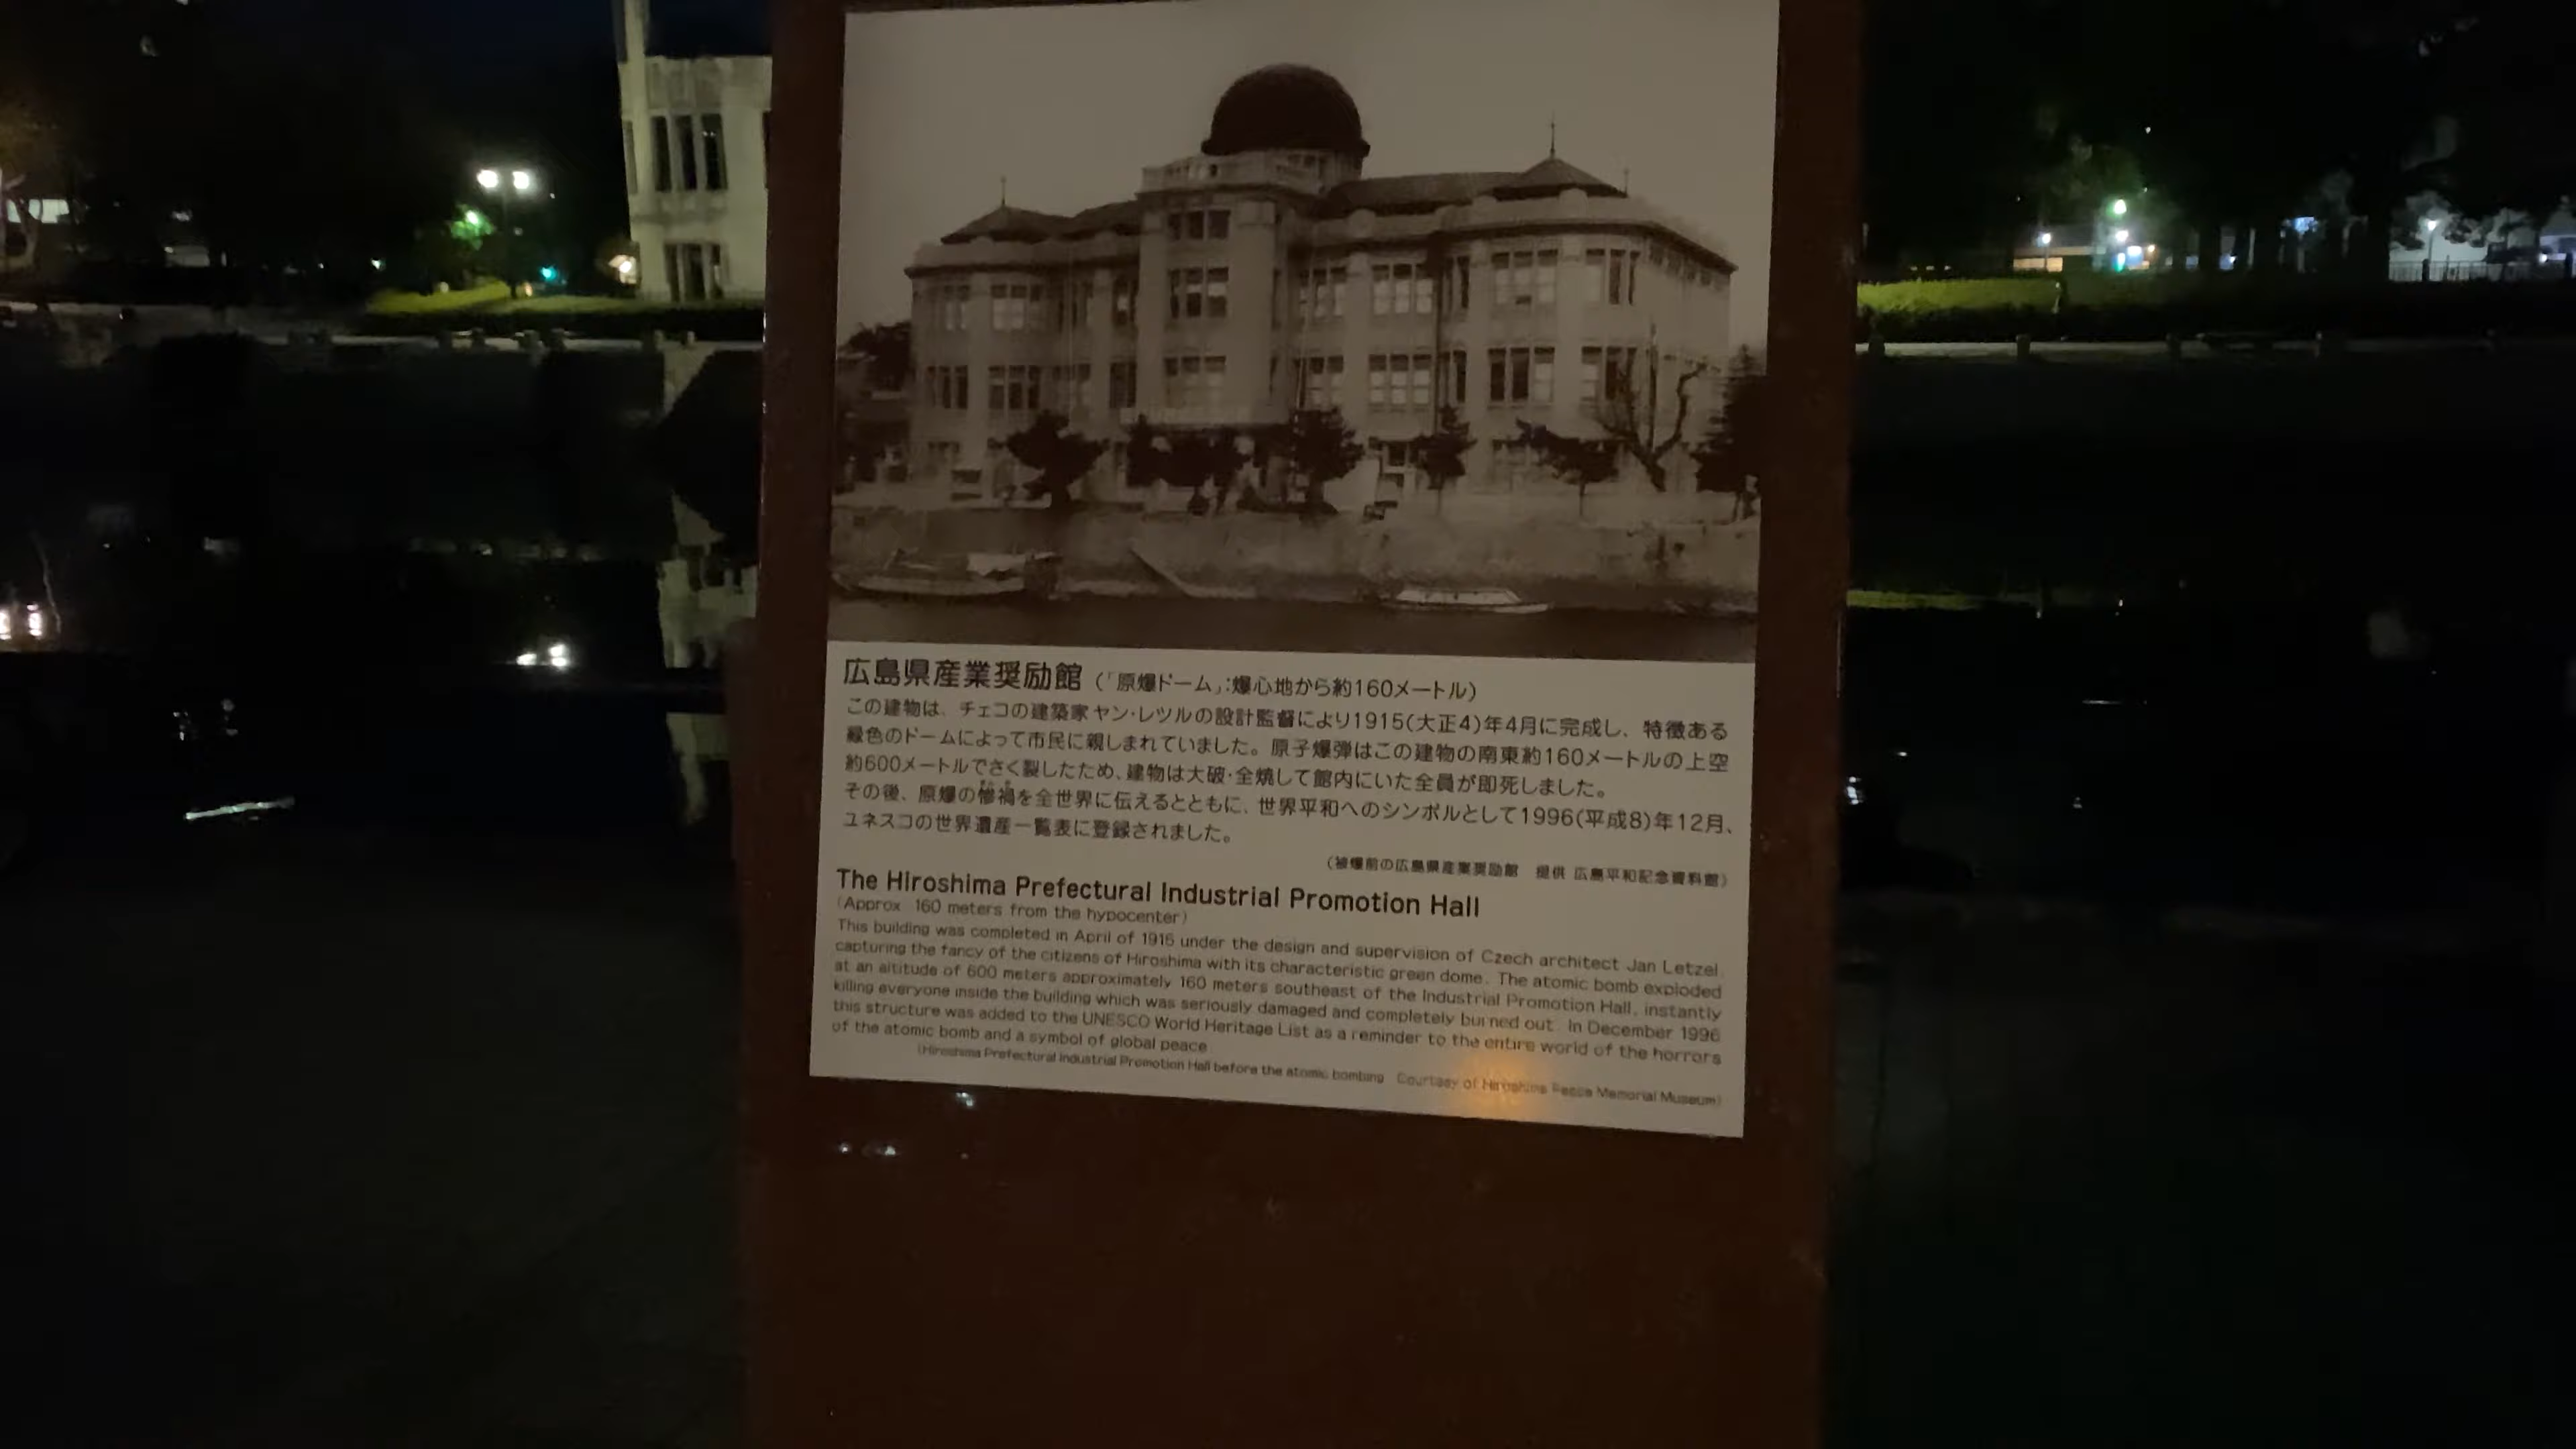 広島県産業奨励館(「原爆ドーム」:爆心地から約160メートル)
この建物は、チェコの建築家ヤン・レツルの設計監督により1915(大正4)年4月に完成し、特徴ある
緑色のドームによって市民に親しまれていました。原子爆弾はこの建物の南東約160メートルの上空
約600メートルでさく裂したため、建物は大破・全焼して館内にいた全員が即死しました。
その後、原爆の惨禍を全世界に伝えるとともに、世界平和へのシンボルとして1996(平成8)年12月、
ユネスコの世界遺産一覧表に登録されました。
(被爆前の広島県産業奨励館 提供 広島平和記念資料館)
The Hiroshima Prefectural Industrial Promotion Hall
(Approx. 160 meters from the hypocenter)
This building was completed in April of 1915 under the design and supervision of Czech architect Jan Letzel,
capturing the fancy of the citizens of Hiroshima with its characteristic green dome. The atomic bomb exploded
at an altitude of 600 meters approximately 160 meters southeast of the Industrial Promotion Hall, instantly
killing everyone inside the building which was seriously damaged and completely burned out. In December 1996
this structure was added to the UNESCO World Heritage List as a reminder to the entire world of the horrors
of the atomic bomb and a symbol of global peace.
(Hiroshima Prefectural Industrial Promotion Hall before the atomic bombing Courtesy of Hiroshima Peace Memorial Museum)